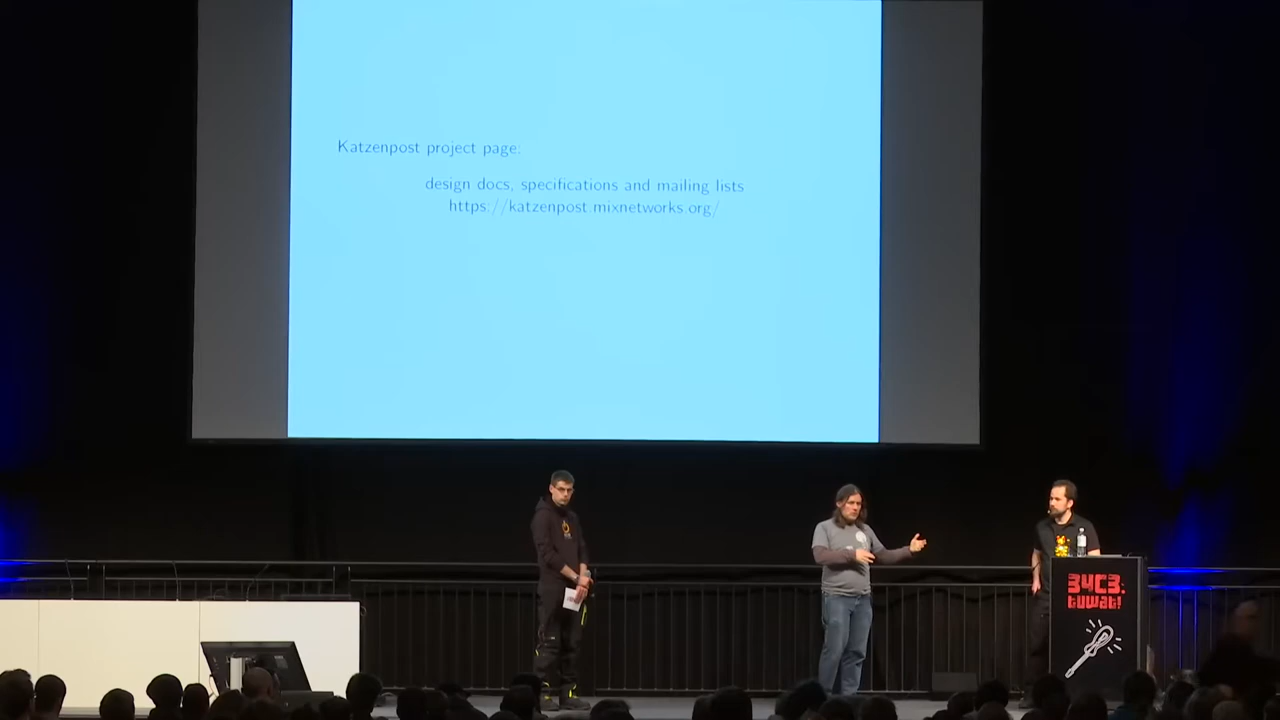 Katzenpost project page:
design docs, specifications and mailing lists
https://katzenpost.mixnetworks.org/
34C3:
tuwat!